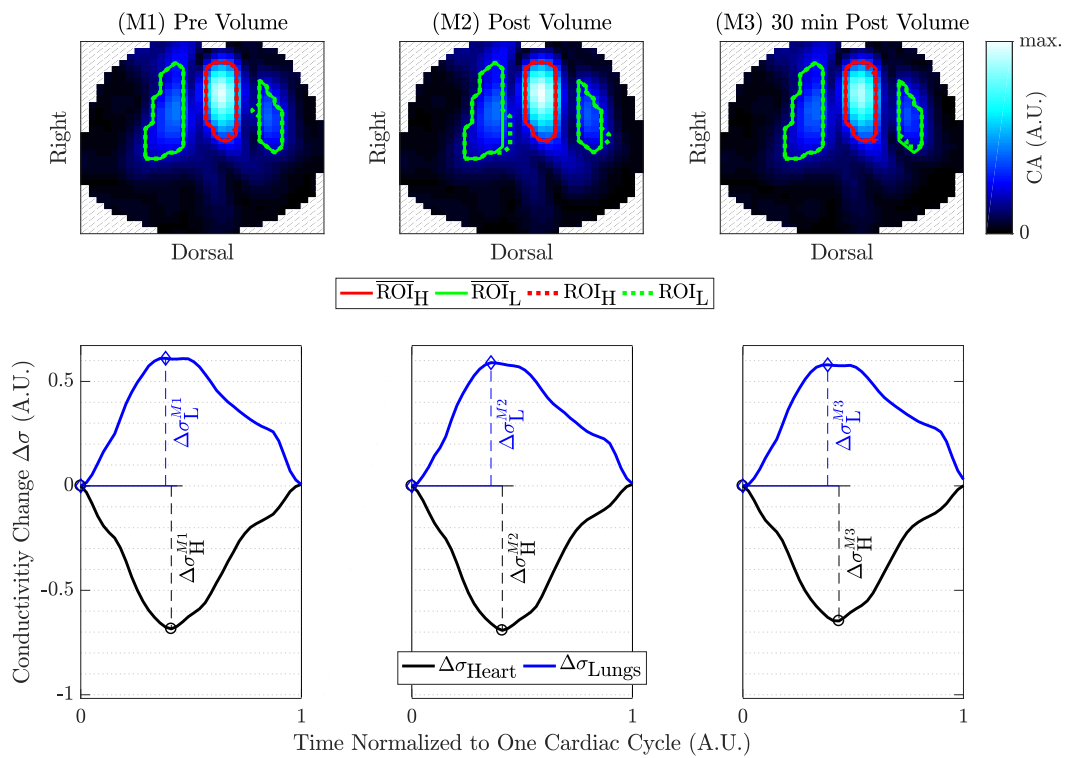 (M1) Pre Volume (M2) Post Volume (M3) 30 min Post Volume
max.
Right Right Right
CA (A.U.)
0
Dorsal Dorsal Dorsal
ROI_H ROI_L ROI_H ROI_L
Conductivitiy Change Δσ (A.U.)
0.5
0
-0.5
-1
Δσ_L^M1 Δσ_L^M2 Δσ_L^M3
Δσ_H^M1 Δσ_H^M2 Δσ_H^M3
Δσ_Heart Δσ_Lungs
0 1 0 1 0 1
Time Normalized to One Cardiac Cycle (A.U.)